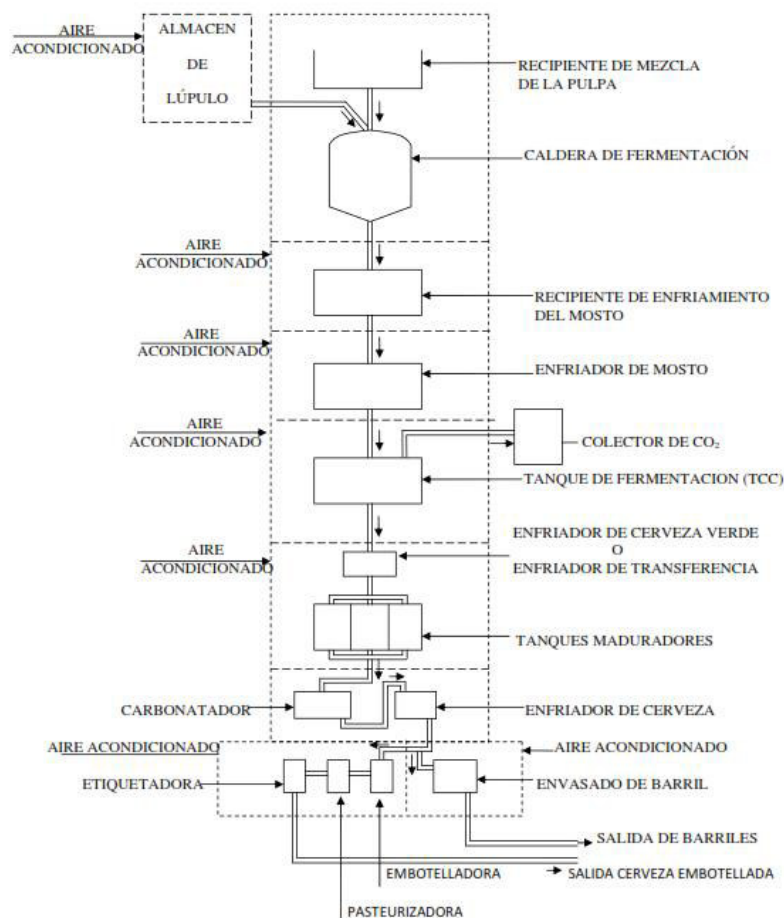 AIRE
ACONDICIONADO
ALMACEN
DE
LÚPULO
RECIPIENTE DE MEZCLA
DE LA PULPA
CALDERA DE FERMENTACIÓN
AIRE
ACONDICIONADO
RECIPIENTE DE ENFRIAMIENTO
DEL MOSTO
AIRE
ACONDICIONADO
ENFRIADOR DE MOSTO
AIRE
ACONDICIONADO
COLECTOR DE CO₂
TANQUE DE FERMENTACION (TCC)
AIRE
ACONDICIONADO
ENFRIADOR DE CERVEZA VERDE
O
ENFRIADOR DE TRANSFERENCIA
TANQUES MADURADORES
CARBONATADOR
ENFRIADOR DE CERVEZA
AIRE ACONDICIONADO
AIRE ACONDICIONADO
ETIQUETADORA
ENVASADO DE BARRIL
SALIDA DE BARRILES
EMBOTELLADORA
SALIDA CERVEZA EMBOTELLADA
PASTEURIZADORA